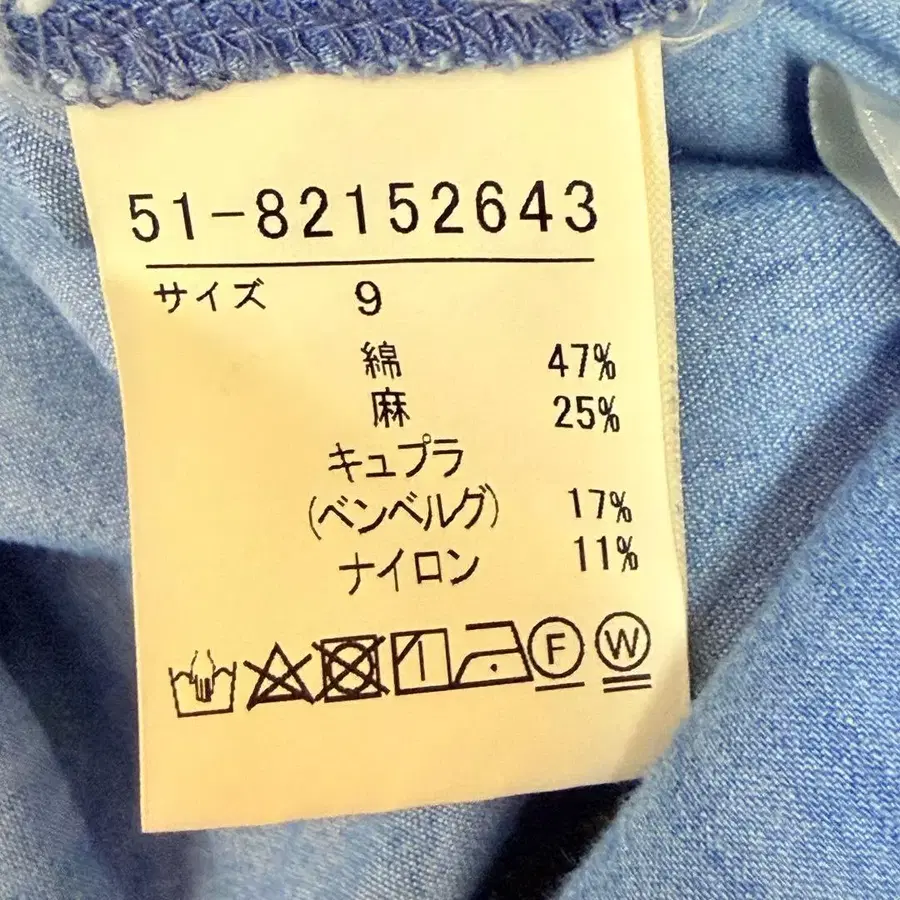 51-82152643
サイズ 9
綿 47%
麻 25%
キュプラ
(ベンベルグ) 17%
ナイロン 11%
F W